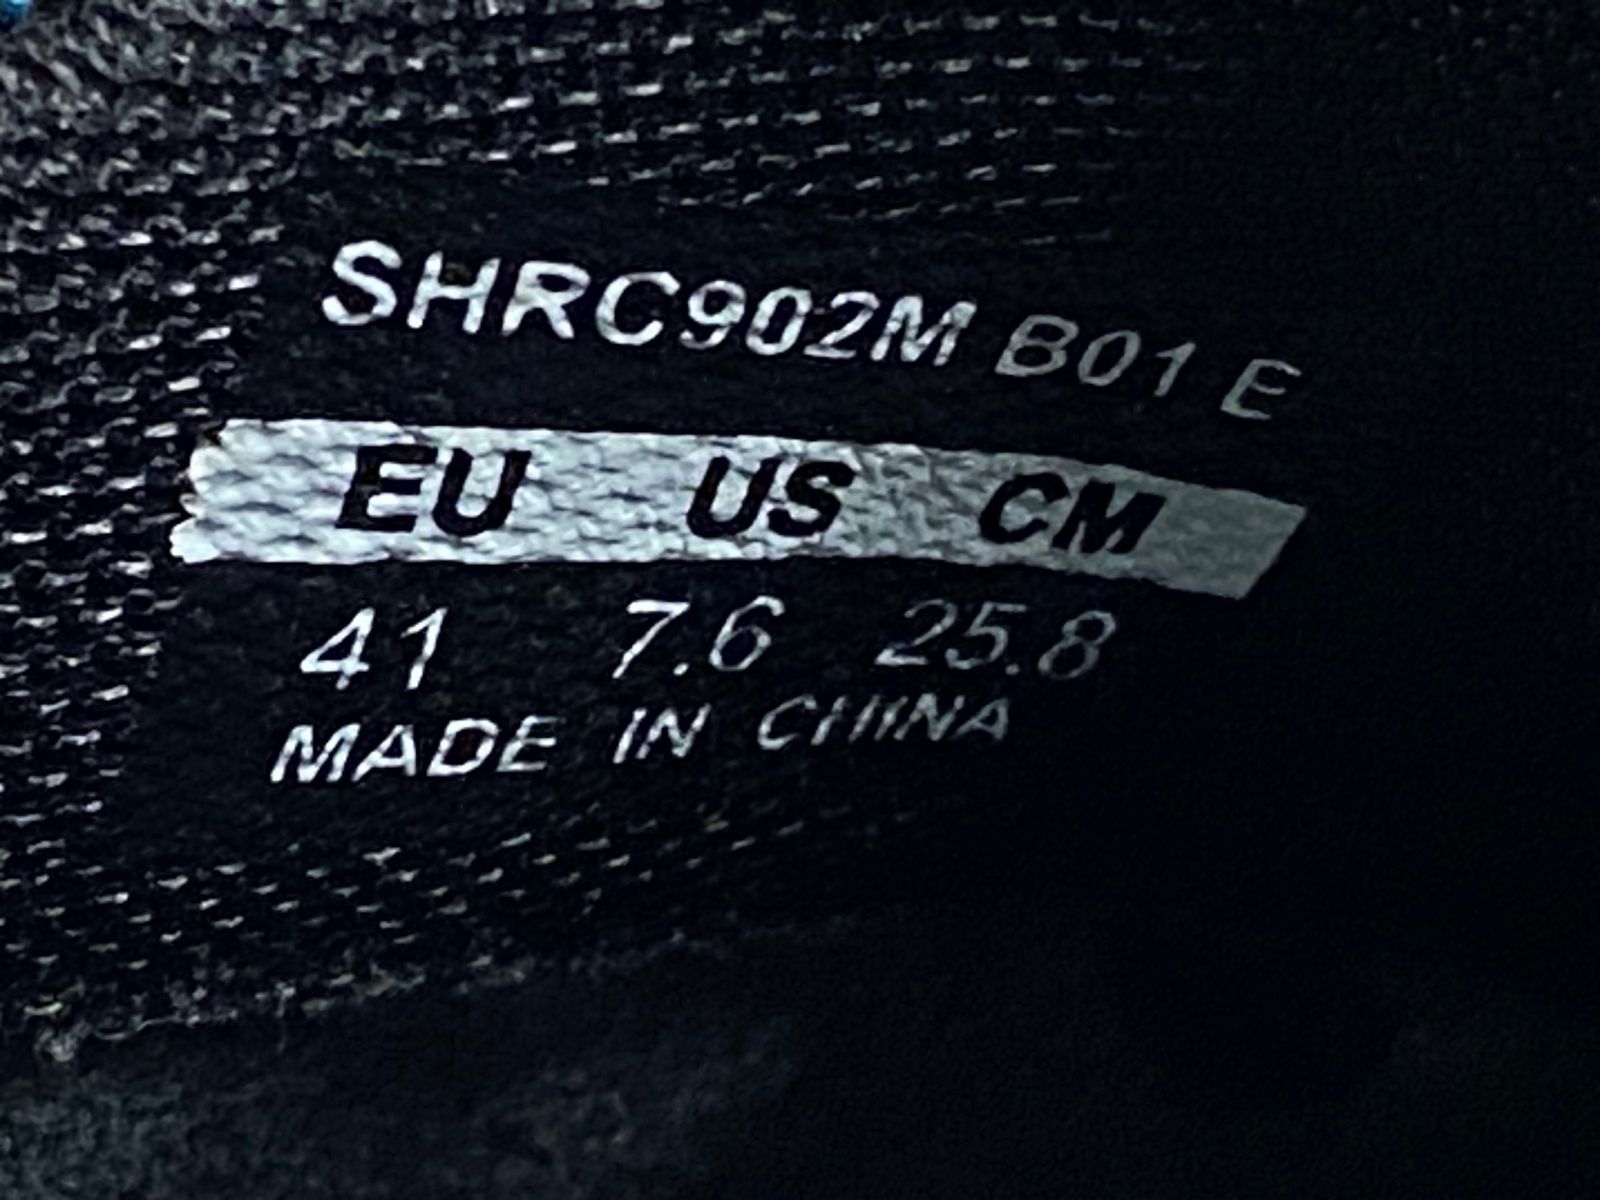 SHRC902M B01 E
EU US CM
41 7.6 25.8
MADE IN CHINA